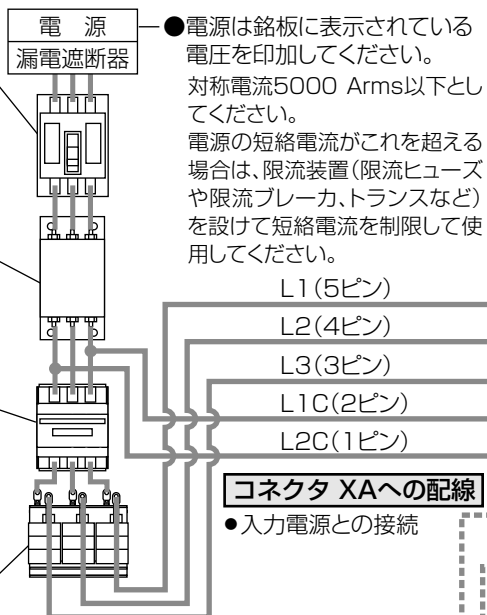 電 源
漏電遮断器
●電源は銘板に表示されている
電圧を印加してください。
対称電流5000 Arms以下とし
てください。
電源の短絡電流がこれを超える
場合は、限流装置(限流ヒューズ
や限流ブレーカ、トランスなど)
を設けて短絡電流を制限して使
用してください。
L1(5ピン)
L2(4ピン)
L3(3ピン)
L1C(2ピン)
L2C(1ピン)
コネクタ XAへの配線
●入力電源との接続